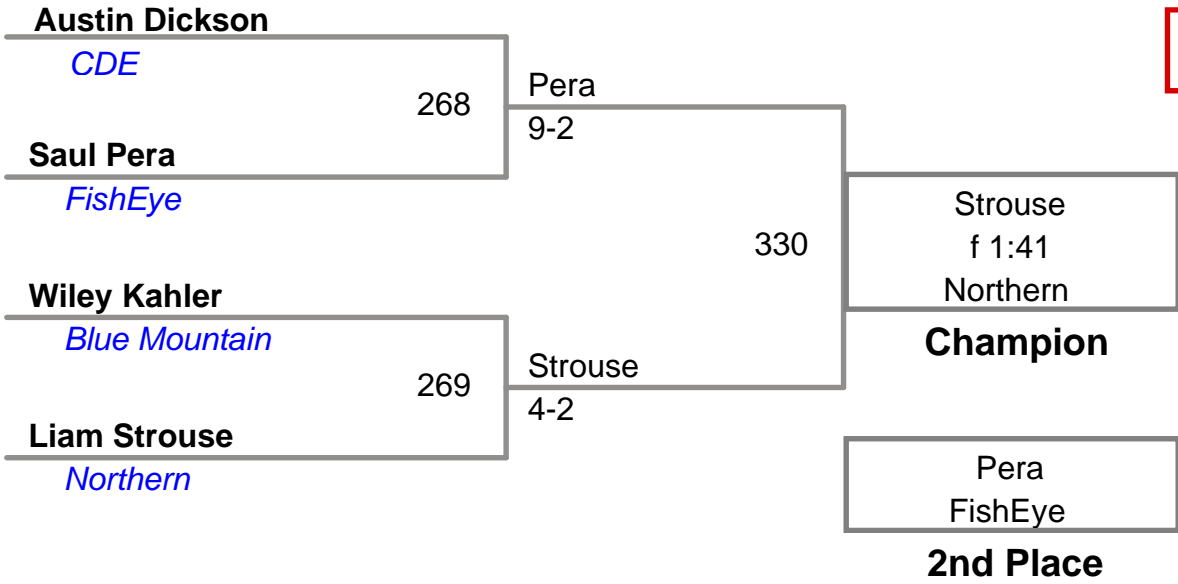 Austin Dickson
CDE
268
Pera
9-2
Saul Pera
FishEye
330
Strouse
f 1:41
Northern
Champion
Wiley Kahler
Blue Mountain
269
Strouse
4-2
Liam Strouse
Northern
Pera
FishEye
2nd Place